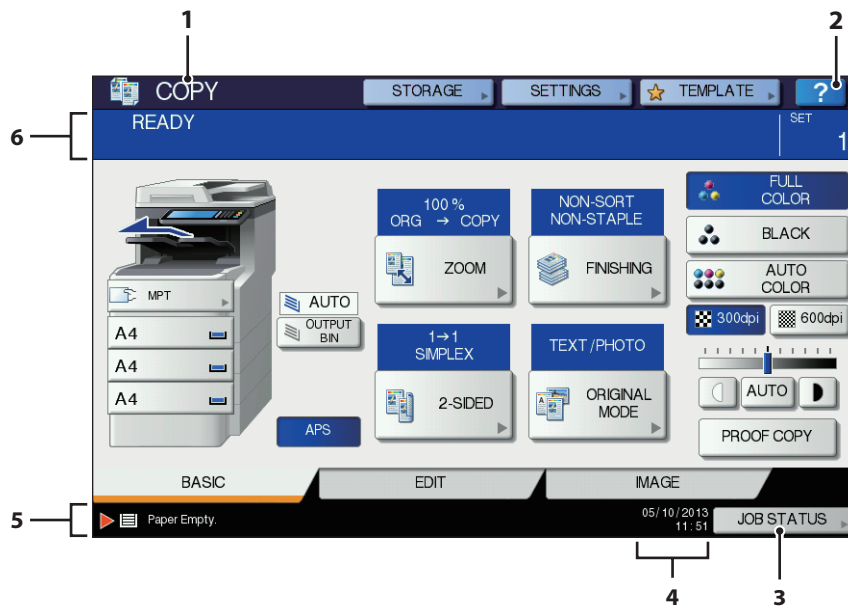 1
2
COPY
STORAGE
SETTINGS
TEMPLATE
?
6
READY
SET
1
100 %
ORG → COPY
ZOOM
NON-SORT
NON-STAPLE
FINISHING
FULL
COLOR
BLACK
AUTO
COLOR
300dpi
600dpi
MPT
A4
A4
A4
AUTO
OUTPUT
BIN
APS
1→1
SIMPLEX
2-SIDED
TEXT/PHOTO
ORIGINAL
MODE
AUTO
PROOF COPY
BASIC
EDIT
IMAGE
5
Paper Empty.
05/10/2013
11:51
JOB STATUS
4
3